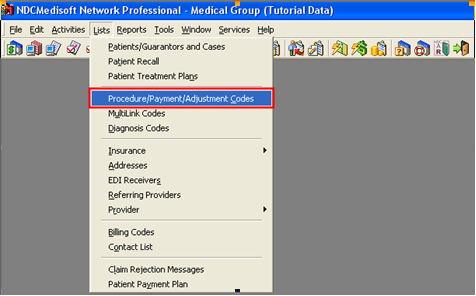 NDCMedisoft Network Professional - Medical Group (Tutorial Data)
File Edit Activities Lists Reports Tools Window Services Help
Patients/Guarantors and Cases
Patient Recall
Patient Treatment Plans
Procedure/Payment/Adjustment Codes
MultiLink Codes
Diagnosis Codes
Insurance
Addresses
EDI Receivers
Referring Providers
Provider
Billing Codes
Contact List
Claim Rejection Messages
Patient Payment Plan